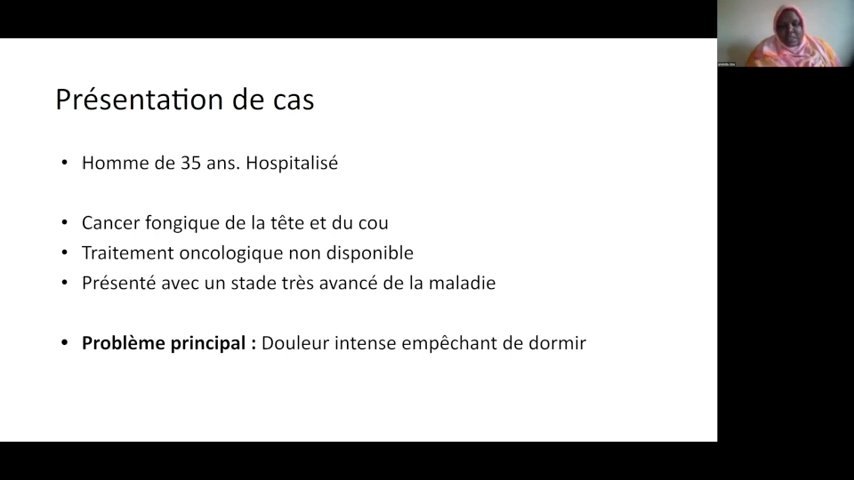 Présentation de cas
• Homme de 35 ans. Hospitalisé
• Cancer fongique de la tête et du cou
• Traitement oncologique non disponible
• Présenté avec un stade très avancé de la maladie
• Problème principal : Douleur intense empêchant de dormir